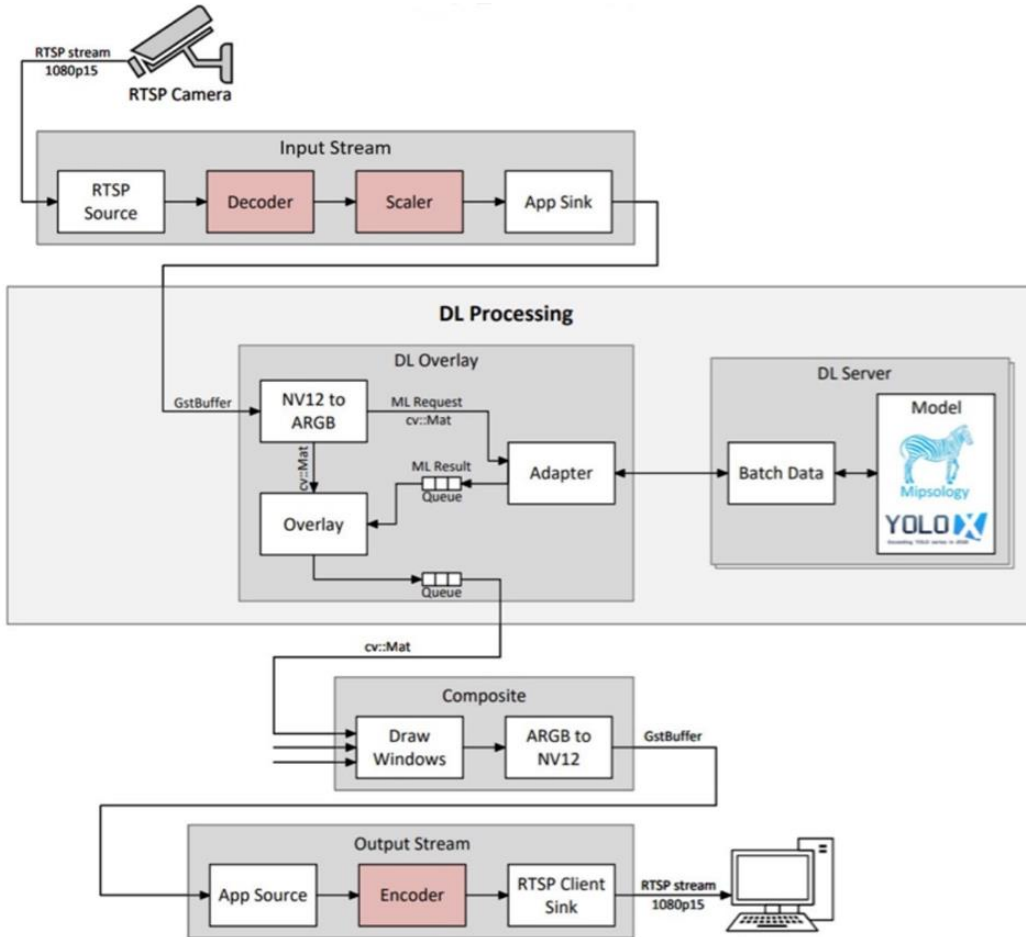 RTSP stream
1080p15
RTSP Camera
Input Stream
RTSP
Source
Decoder
Scaler
App Sink
DL Processing
DL Overlay
DL Server
GstBuffer
NV12 to
ARGB
ML Request
cv::Mat
cv::Mat
ML Result
Queue
Adapter
Overlay
Queue
Batch Data
Model
Mipsology
YOLOX
cv::Mat
Composite
Draw
Windows
ARGB to
NV12
GstBuffer
Output Stream
App Source
Encoder
RTSP Client
Sink
RTSP stream
1080p15